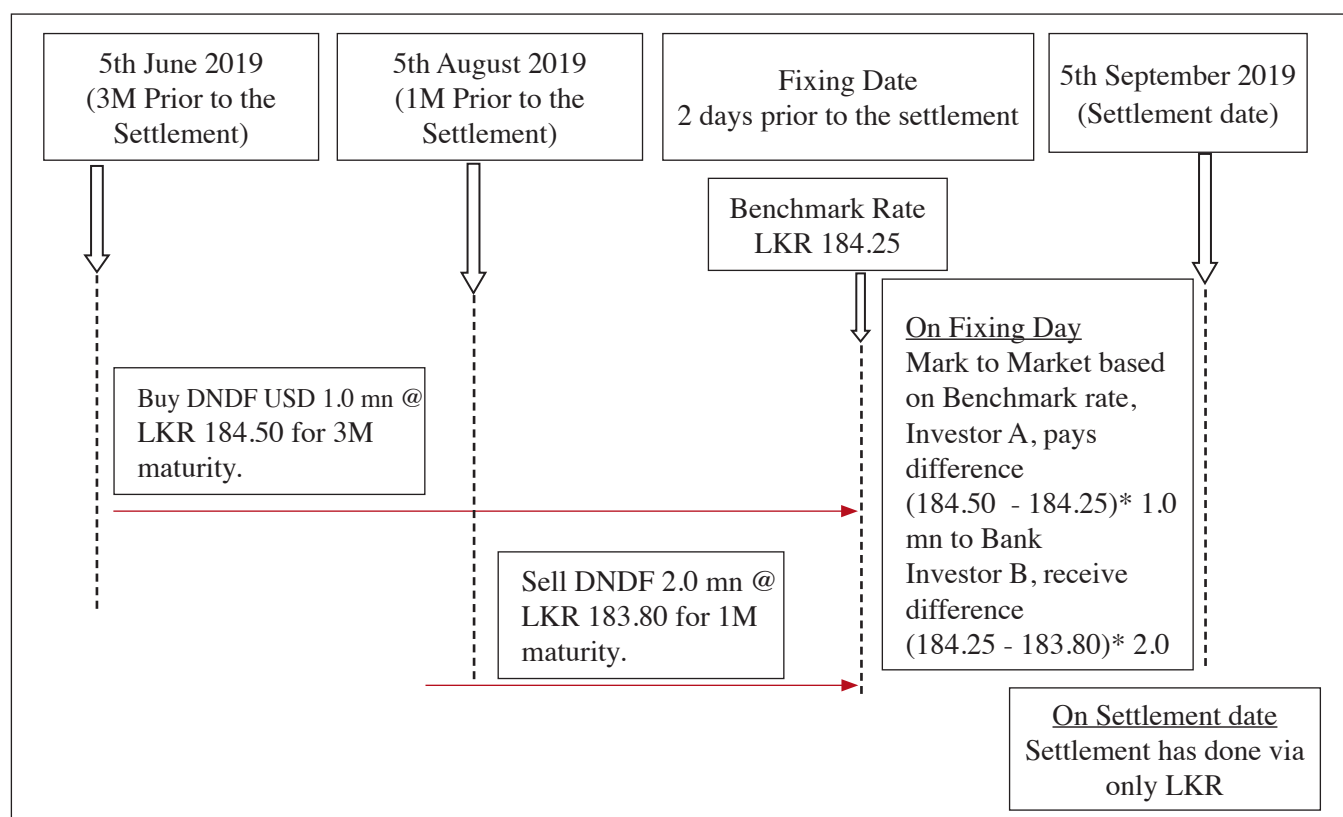 5th June 2019
(3M Prior to the
Settlement)
5th August 2019
(1M Prior to the
Settlement)
Fixing Date
2 days prior to the settlement
5th September 2019
(Settlement date)
Benchmark Rate
LKR 184.25
Buy DNDF USD 1.0 mn @
LKR 184.50 for 3M
maturity.
Sell DNDF 2.0 mn @
LKR 183.80 for 1M
maturity.
On Fixing Day
Mark to Market based
on Benchmark rate,
Investor A, pays
difference
(184.50 - 184.25)* 1.0
mn to Bank
Investor B, receive
difference
(184.25 - 183.80)* 2.0
On Settlement date
Settlement has done via
only LKR